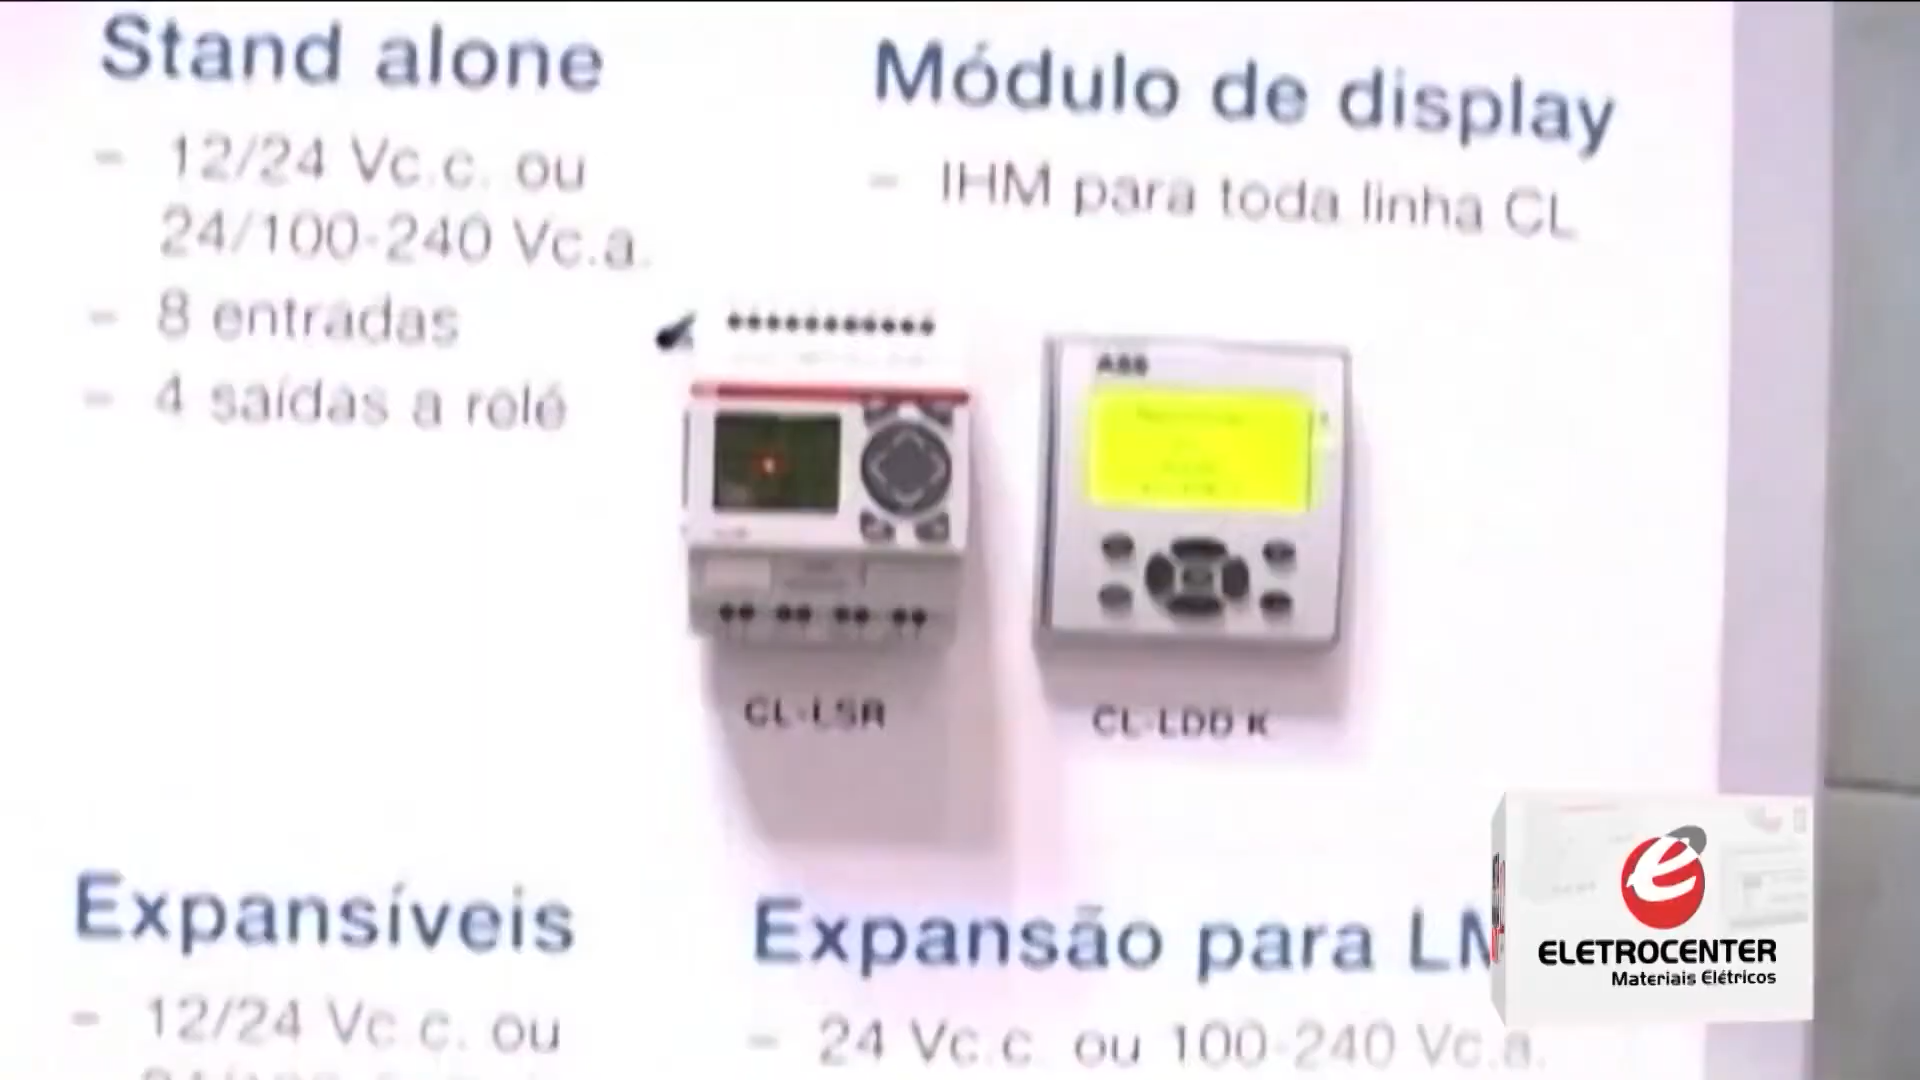 Stand alone
- 12/24 Vc.c. ou
24/100-240 Vc.a.
- 8 entradas
- 4 saídas a relé
Módulo de display
- IHM para toda linha CL
ABB
CL-LSR
CL-LDD K
Expansíveis
- 12/24 Vc.c. ou
Expansão para LM
- 24 Vc.c. ou 100-240 Vc.a.
ELETROCENTER
Materiais Elétricos